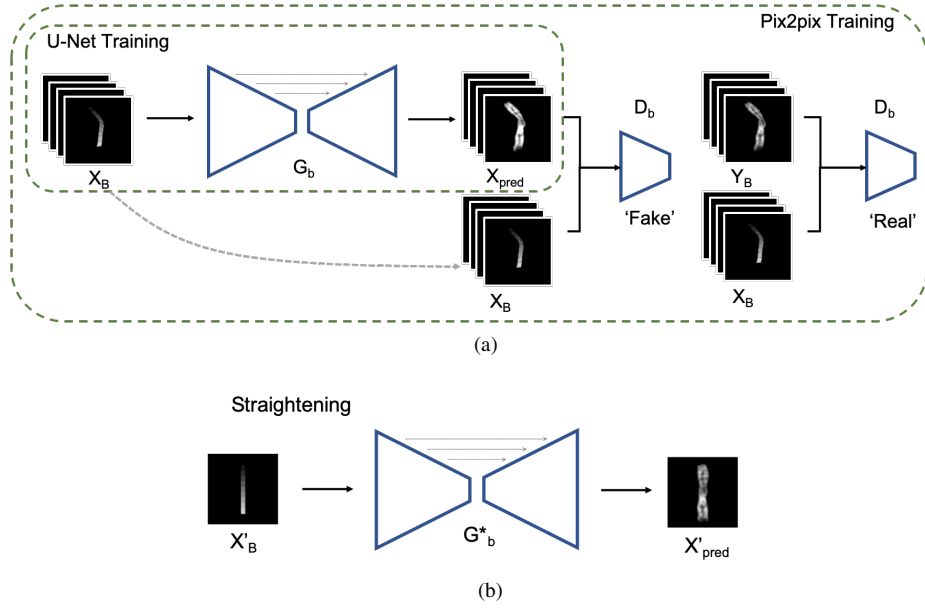 Pix2pix Training
U-Net Training
X_B
G_b
X_pred
D_b
'Fake'
X_B
Y_B
D_b
'Real'
X_B
(a)
Straightening
X'_B
G*_b
X'_pred
(b)